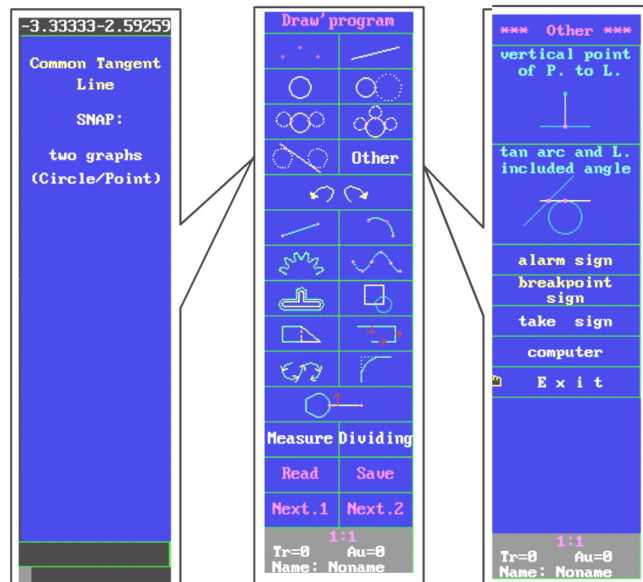 -3.33333-2.59259
Common Tangent
Line
SNAP:
two graphs
(Circle/Point)
Draw'program
Other
Measure Dividing
Read Save
Next.1 Next.2
1:1
Tr=0 Au=0
Name: Noname
*** Other ***
vertical point
of P. to L.
tan arc and L.
included angle
alarm sign
breakpoint
sign
take sign
computer
E x i t
1:1
Tr=0 Au=0
Name: Noname